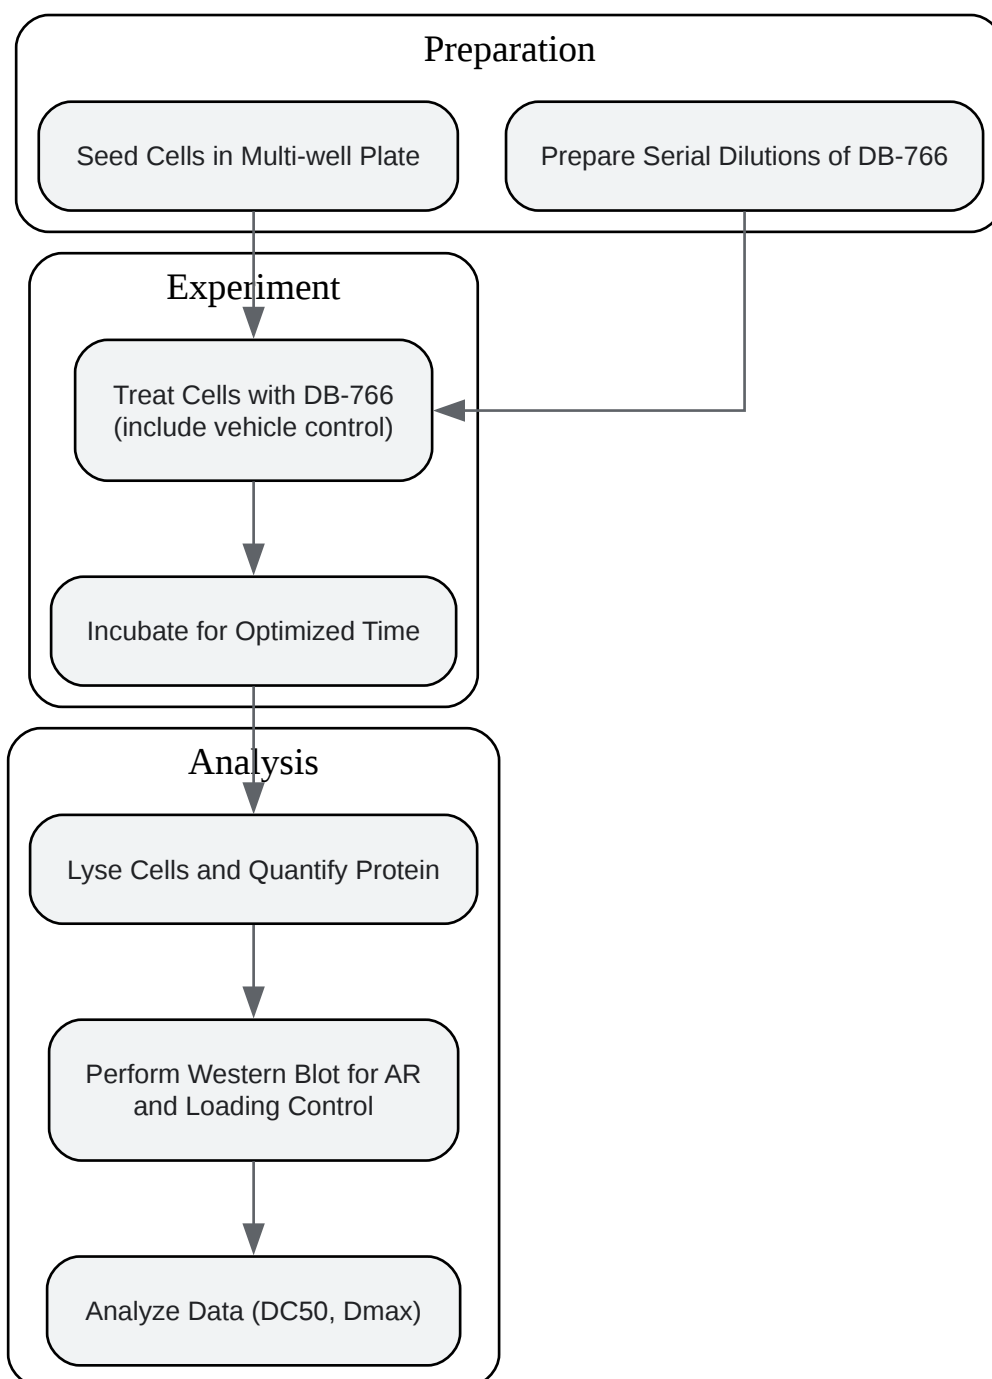 Preparation
Seed Cells in Multi-well Plate
Prepare Serial Dilutions of DB-766
Experiment
Treat Cells with DB-766
(include vehicle control)
Incubate for Optimized Time
Analysis
Lyse Cells and Quantify Protein
Perform Western Blot for AR
and Loading Control
Analyze Data (DC50, Dmax)